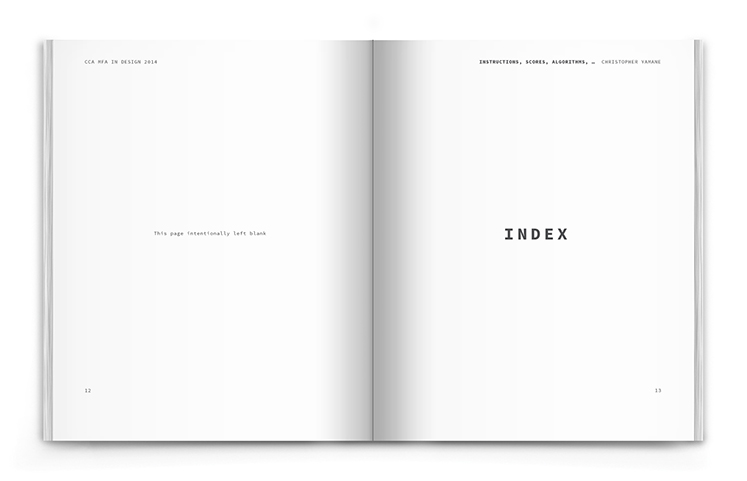 CCA MFA IN DESIGN 2014
This page intentionally left blank
12
INSTRUCTIONS, SCORES, ALGORITHMS, … CHRISTOPHER YAMANE
INDEX
13